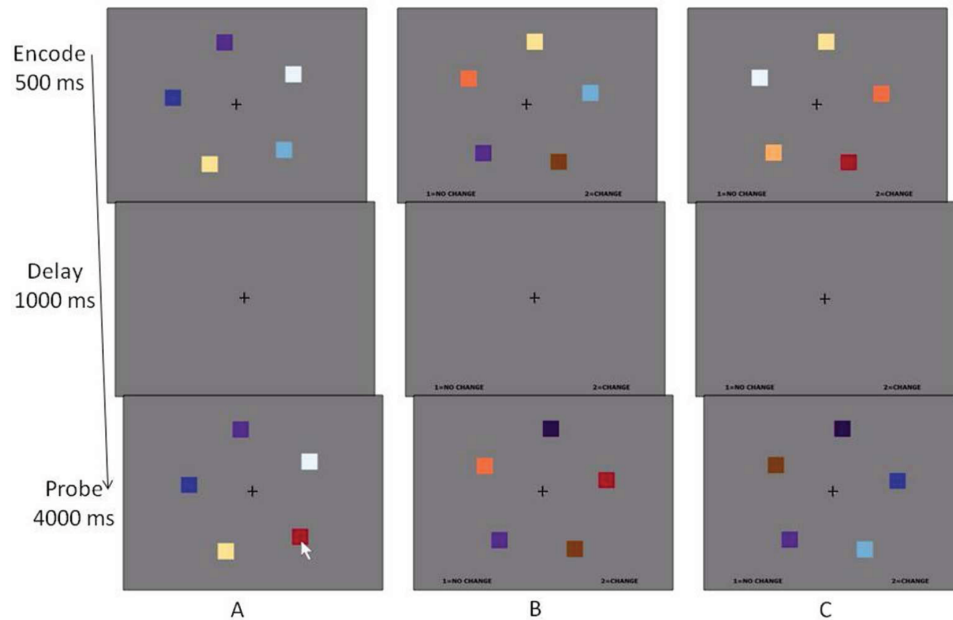 Encode
500 ms
1=NO CHANGE 2=CHANGE
1=NO CHANGE 2=CHANGE
Delay
1000 ms
1=NO CHANGE 2=CHANGE
1=NO CHANGE 2=CHANGE
Probe
4000 ms
1=NO CHANGE 2=CHANGE
1=NO CHANGE 2=CHANGE
A B C